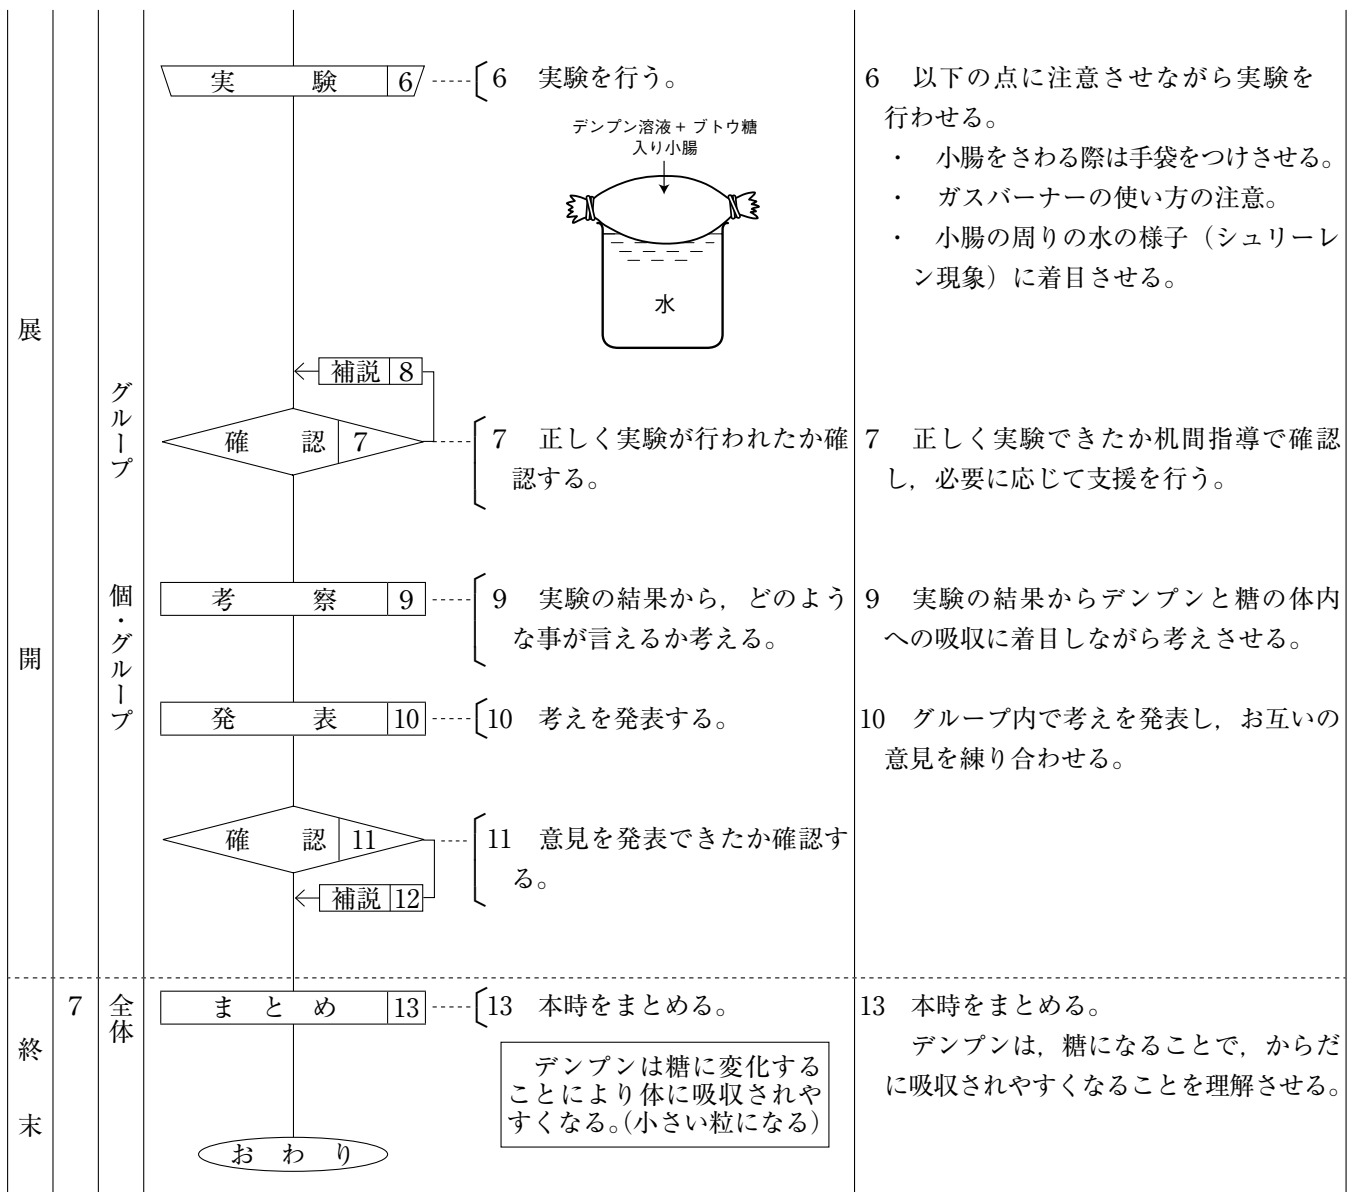 展
開
グループ
個・グループ
実 験 6
6 実験を行う。
デンプン溶液+ ブトウ糖
入り小腸
水
6 以下の点に注意させながら実験を
行わせる。
・ 小腸をさわる際は手袋をつけさせる。
・ ガスバーナーの使い方の注意。
・ 小腸の周りの水の様子（シュリーレ
ン現象）に着目させる。
補説 8
確 認 7
7 正しく実験が行われたか確
認する。
7 正しく実験できたか机間指導で確認
し，必要に応じて支援を行う。
考 察 9
9 実験の結果から，どのよう
な事が言えるか考える。
9 実験の結果からデンプンと糖の体内
への吸収に着目しながら考えさせる。
発 表 10
10 考えを発表する。
10 グループ内で考えを発表し，お互いの
意見を練り合わせる。
確 認 11
11 意見を発表できたか確認す
る。
補説 12
終
末
7
全体
ま と め 13
13 本時をまとめる。
デンプンは糖に変化する
ことにより体に吸収されや
すくなる。（小さい粒になる）
13 本時をまとめる。
デンプンは，糖になることで，からだ
に吸収されやすくなることを理解させる。
お わ り